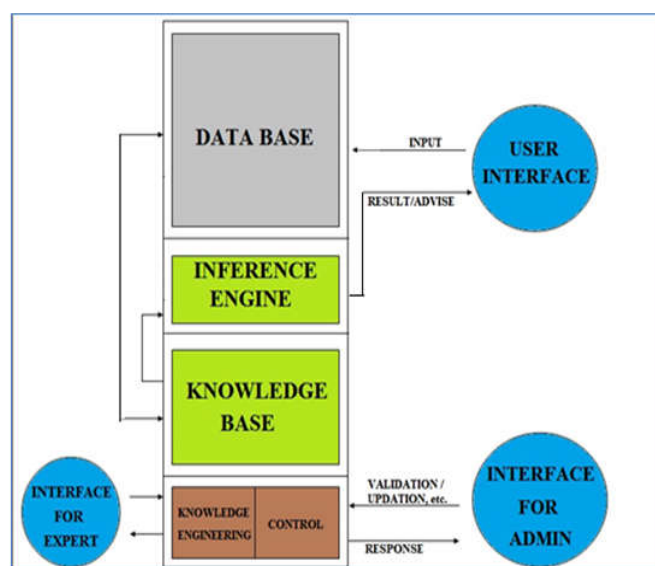 DATA BASE
INPUT
USER
INTERFACE
RESULT/ADVISE
INFERENCE
ENGINE
KNOWLEDGE
BASE
INTERFACE
FOR
EXPERT
KNOWLEDGE
ENGINEERING
CONTROL
VALIDATION /
UPDATION, etc.
RESPONSE
INTERFACE
FOR
ADMIN